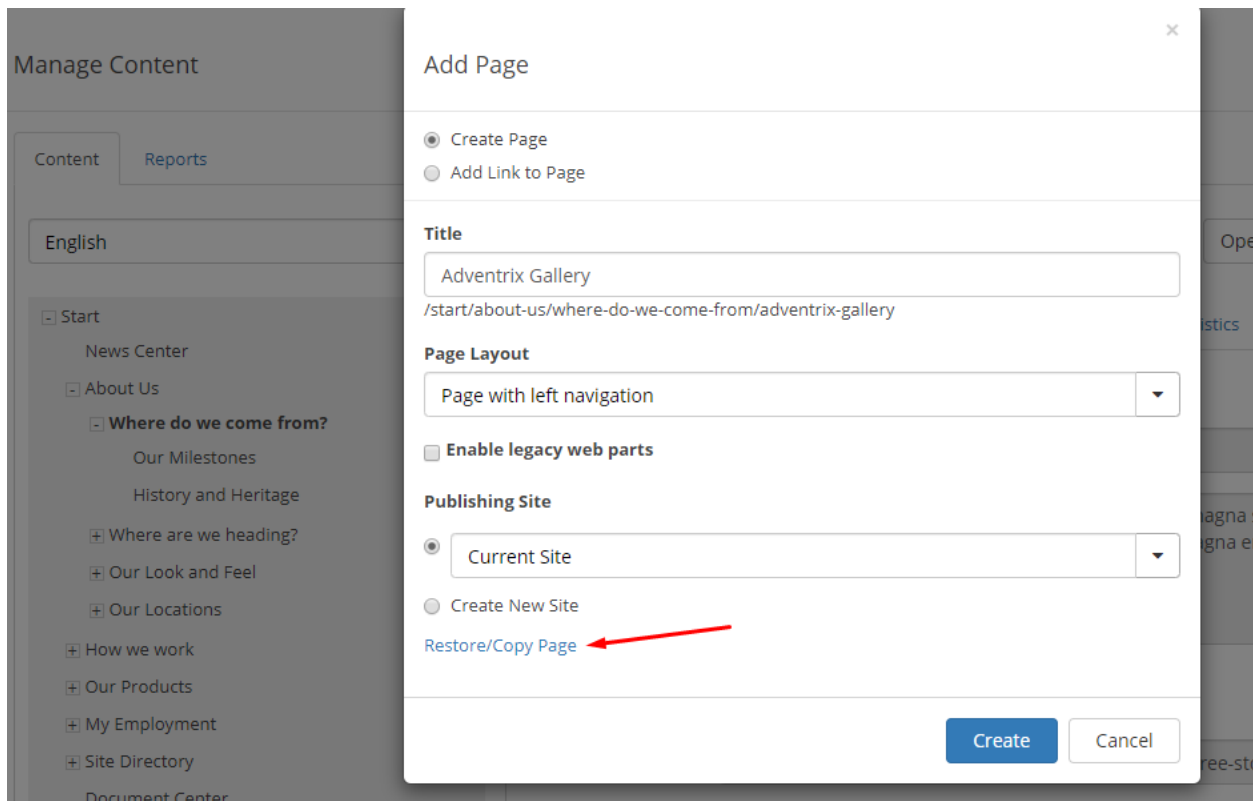 Manage Content
Content
Reports
English
Start
News Center
About Us
Where do we come from?
Our Milestones
History and Heritage
Where are we heading?
Our Look and Feel
Our Locations
How we work
Our Products
My Employment
Site Directory
Document Center
×
Add Page
Create Page
Add Link to Page
Title
Adventrix Gallery
/start/about-us/where-do-we-come-from/adventrix-gallery
Page Layout
Page with left navigation
Enable legacy web parts
Publishing Site
Current Site
Create New Site
Restore/Copy Page
Create Cancel